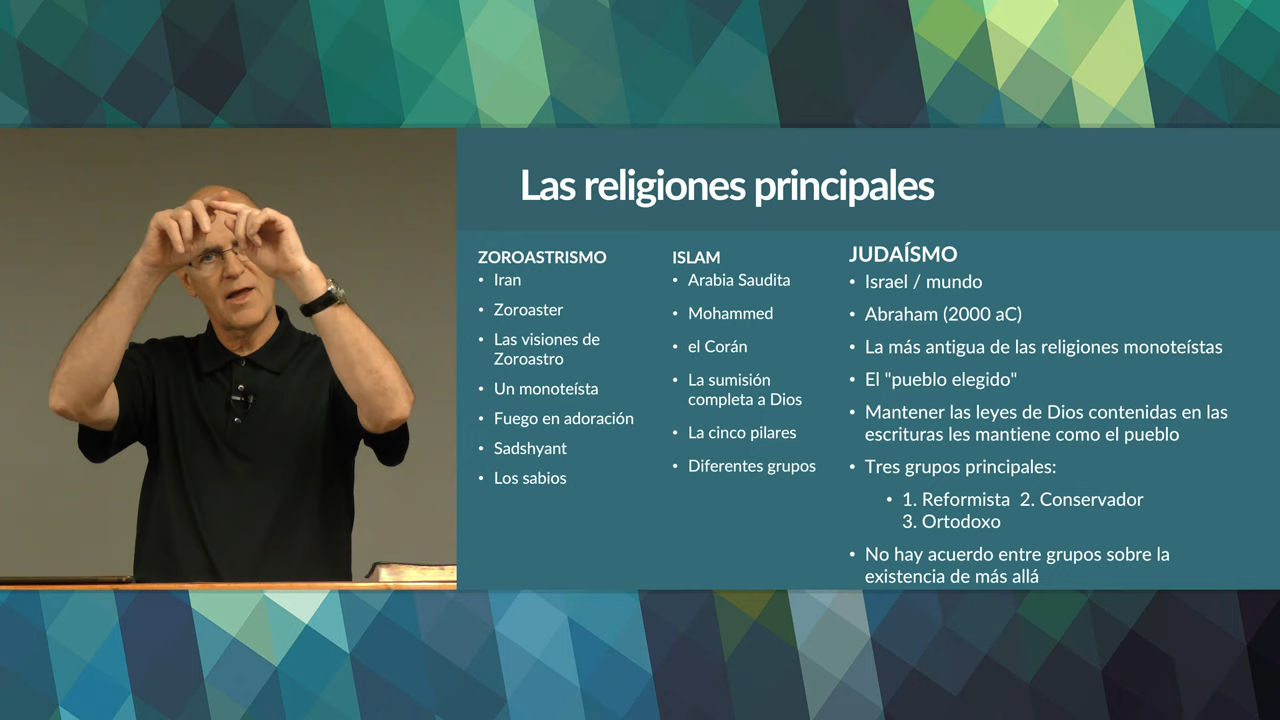 Las religiones principales
ZOROASTRISMO
• Iran
• Zoroaster
• Las visiones de
Zoroastro
• Un monoteísta
• Fuego en adoración
• Sadshyant
• Los sabios
ISLAM
• Arabia Saudita
• Mohammed
• el Corán
• La sumisión
completa a Dios
• La cinco pilares
• Diferentes grupos
JUDAÍSMO
• Israel / mundo
• Abraham (2000 aC)
• La más antigua de las religiones monoteístas
• El "pueblo elegido"
• Mantener las leyes de Dios contenidas en las
escrituras les mantiene como el pueblo
• Tres grupos principales:
• 1. Reformista 2. Conservador
3. Ortodoxo
• No hay acuerdo entre grupos sobre la
existencia de más allá